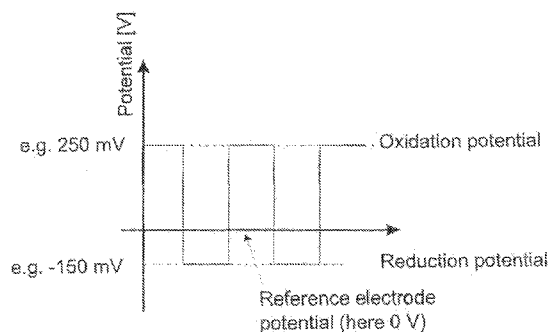 Potential [V]
e.g. 250 mV
Oxidation potential
e.g. -150 mV
Reduction potential
Reference electrode
potential (here 0 V)